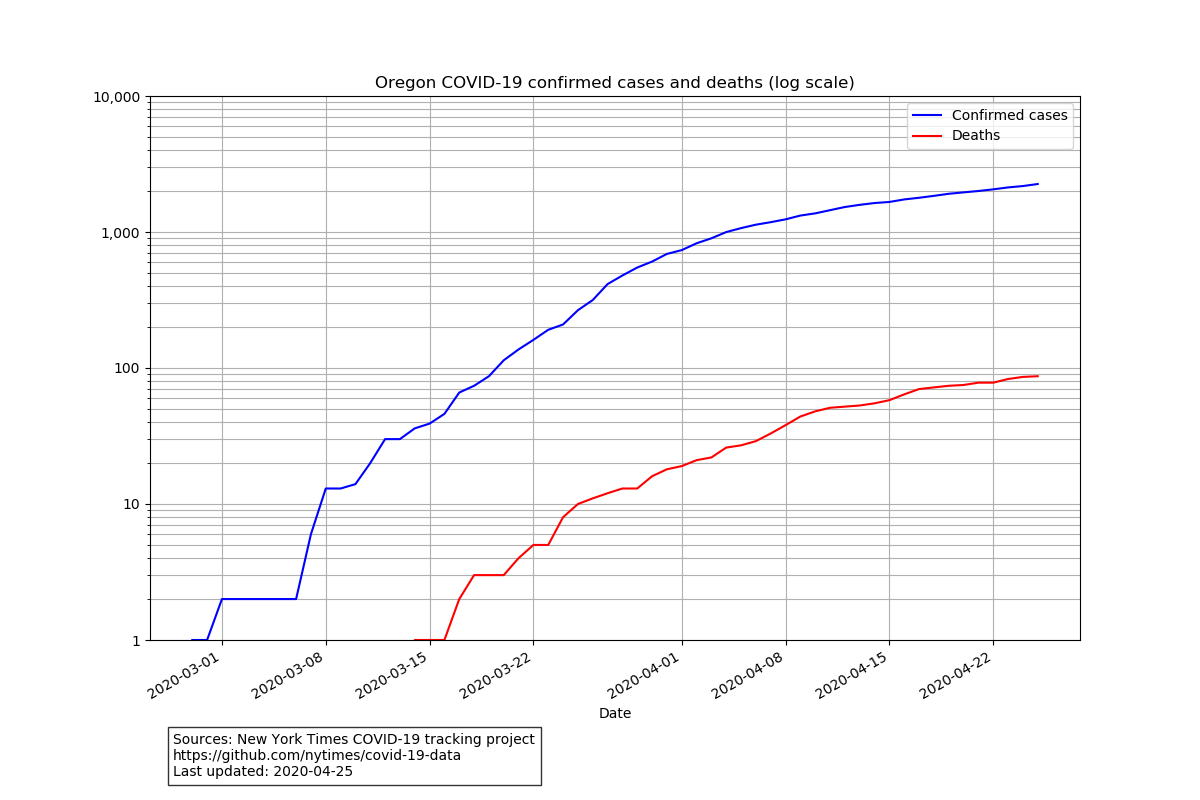 Oregon COVID-19 confirmed cases and deaths (log scale)
10,000
1,000
100
10
1
Confirmed cases
Deaths
2020-03-01
2020-03-08
2020-03-15
2020-03-22
2020-04-01
2020-04-08
2020-04-15
2020-04-22
Date
Sources: New York Times COVID-19 tracking project
https://github.com/nytimes/covid-19-data
Last updated: 2020-04-25